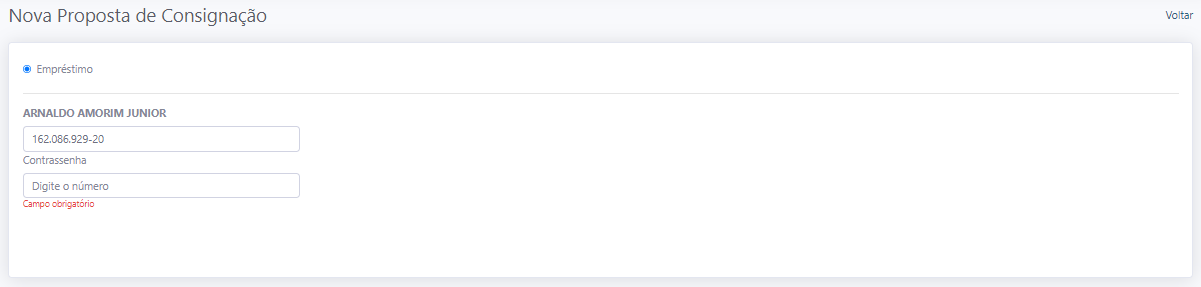 Nova Proposta de Consignação
Voltar
Empréstimo
ARNALDO AMORIM JUNIOR
162.086.929-20
Contrassenha
Digite o número
Campo obrigatório